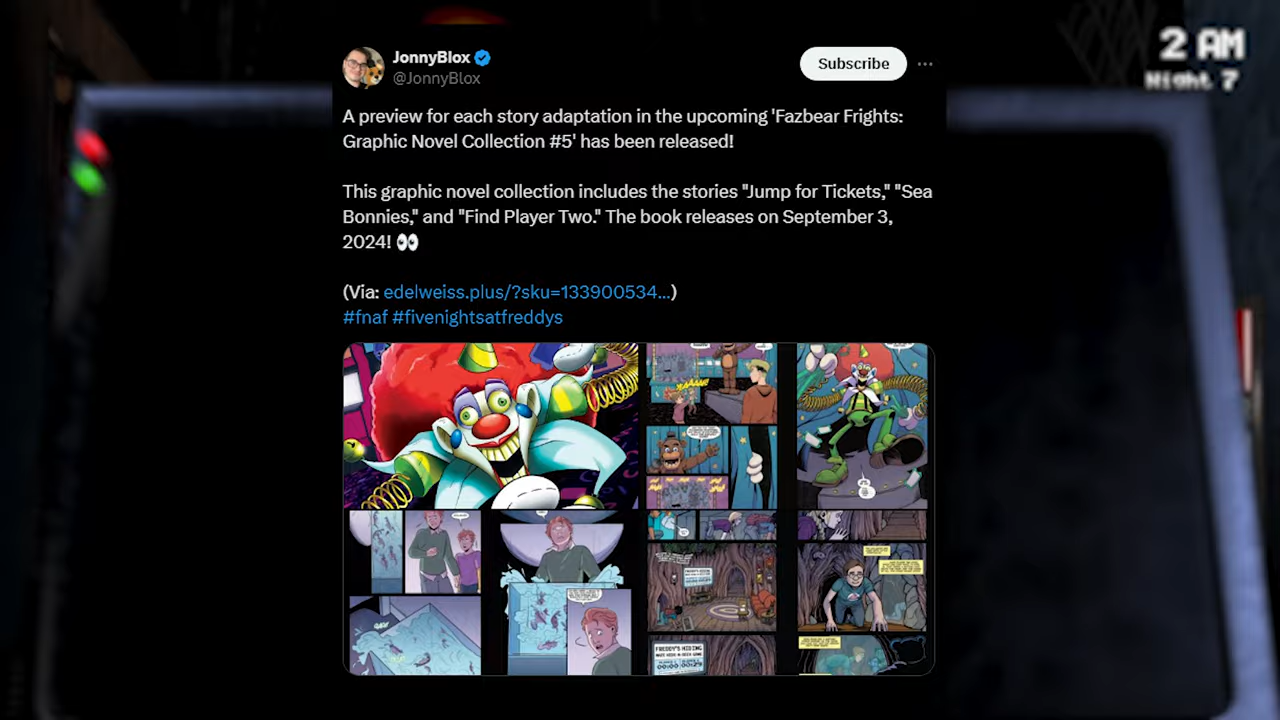 2 AM
Night 7
JonnyBlox
@JonnyBlox
Subscribe
A preview for each story adaptation in the upcoming 'Fazbear Frights:
Graphic Novel Collection #5' has been released!
This graphic novel collection includes the stories "Jump for Tickets," "Sea
Bonnies," and "Find Player Two." The book releases on September 3,
2024! 👀
(Via: edelweiss.plus/?sku=133900534...)
#fnaf #fivenightsatfreddys
FREDDY'S HIDING